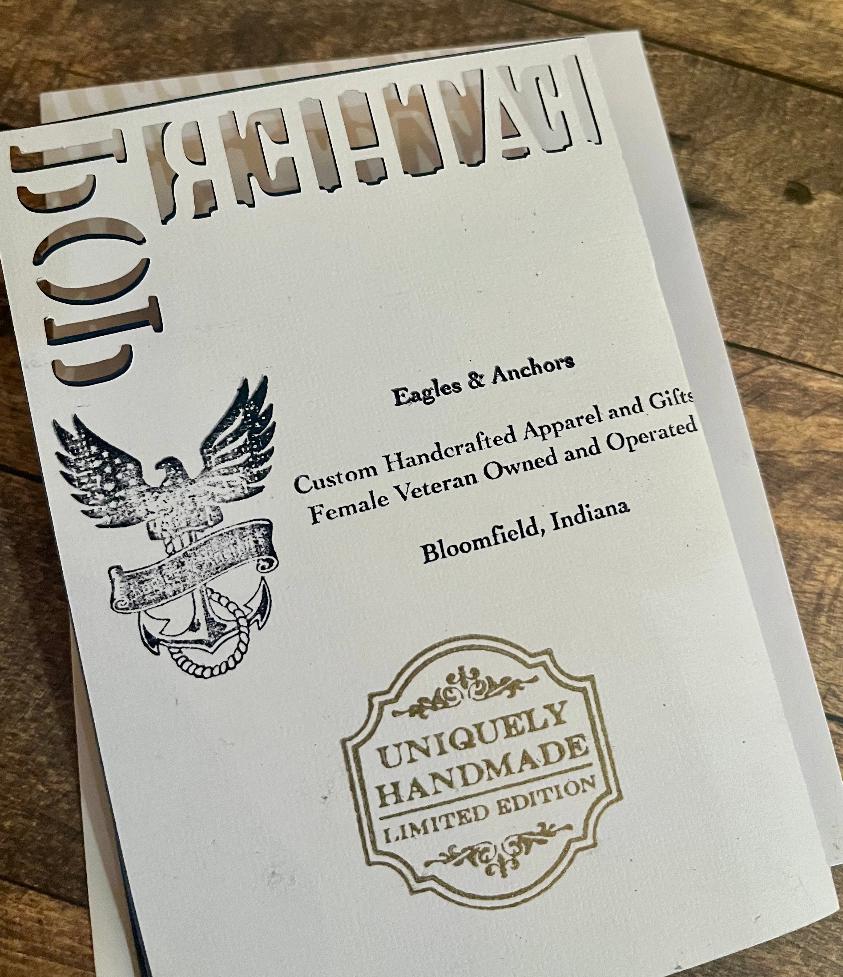 Eagles & Anchors
Custom Handcrafted Apparel and Gifts
Female Veteran Owned and Operated
Bloomfield, Indiana
UNIQUELY
HANDMADE
LIMITED EDITION